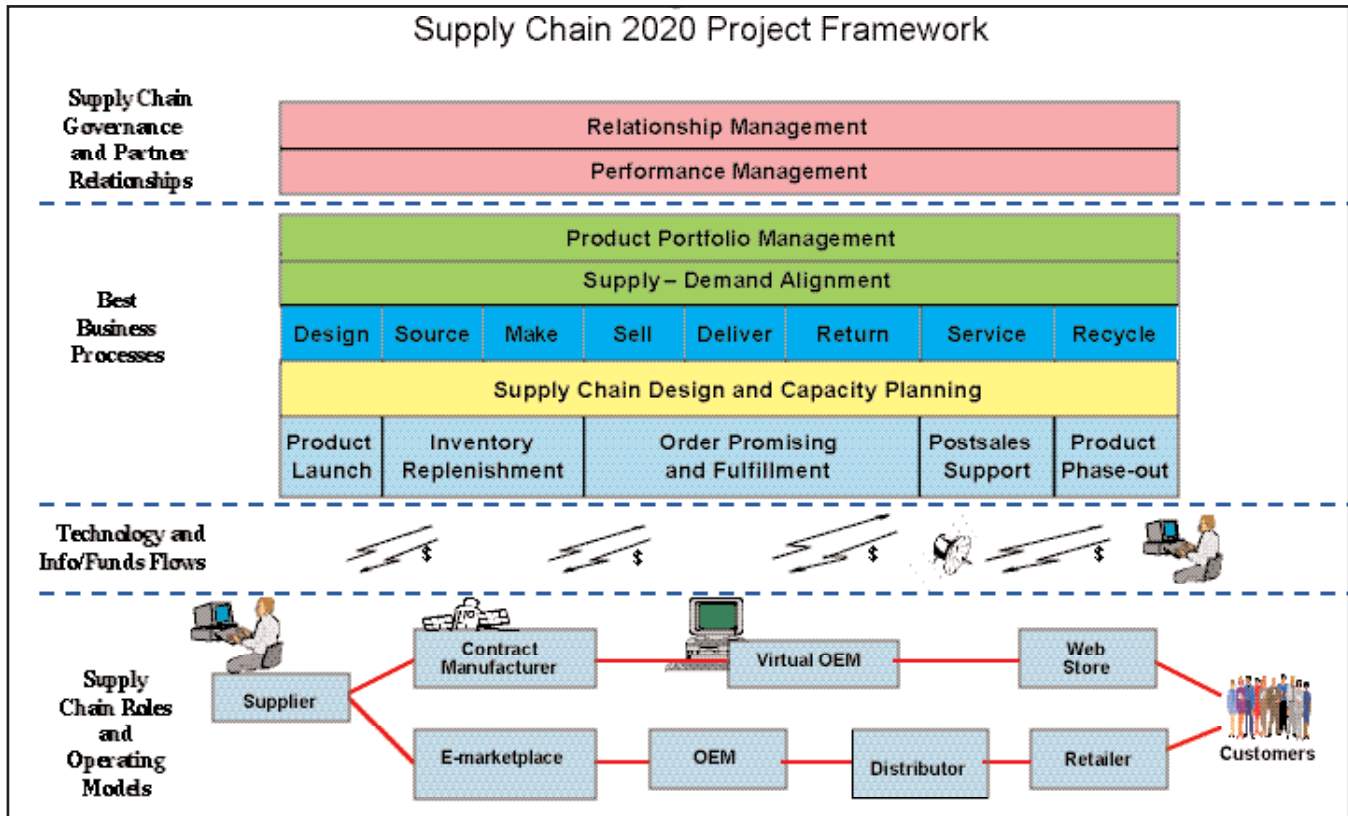 Supply Chain 2020 Project Framework
Supply Chain
Governance
and Partner
Relationships
Relationship Management
Performance Management
Best
Business
Processes
Product Portfolio Management
Supply – Demand Alignment
Design Source Make Sell Deliver Return Service Recycle
Supply Chain Design and Capacity Planning
Product
Launch
Inventory
Replenishment
Order Promising
and Fulfillment
Postsales
Support
Product
Phase-out
Technology and
Info/Funds Flows
$ $ $ $
Supply
Chain Roles
and
Operating
Models
Supplier
Contract
Manufacturer
Virtual OEM
Web
Store
E-marketplace
OEM
Distributor
Retailer
Customers